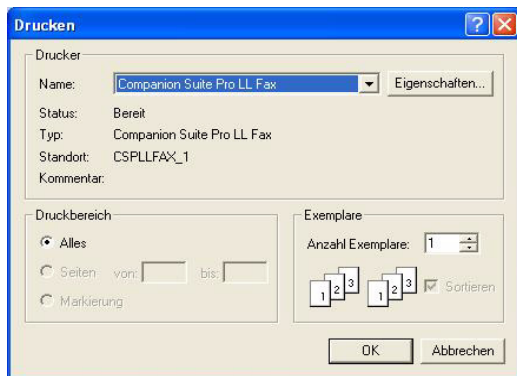 Drucken
Drucker
Name: Companion Suite Pro LL Fax Eigenschaften...
Status: Bereit
Typ: Companion Suite Pro LL Fax
Standort: CSPLLFAX_1
Kommentar:
Druckbereich
Alles
Seiten von: bis:
Markierung
Exemplare
Anzahl Exemplare: 1
1 2 3 1 2 3 Sortieren
OK Abbrechen